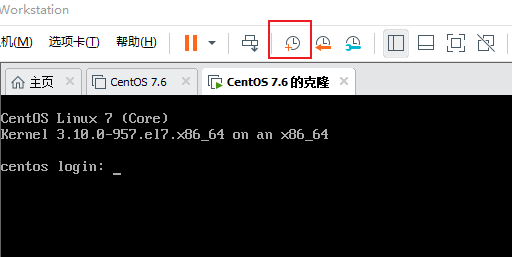 Workstation
机(M) 选项卡(T) 帮助(H)
主页 CentOS 7.6 CentOS 7.6 的克隆
CentOS Linux 7 (Core)
Kernel 3.10.0-957.el7.x86_64 on an x86_64
centos login: _